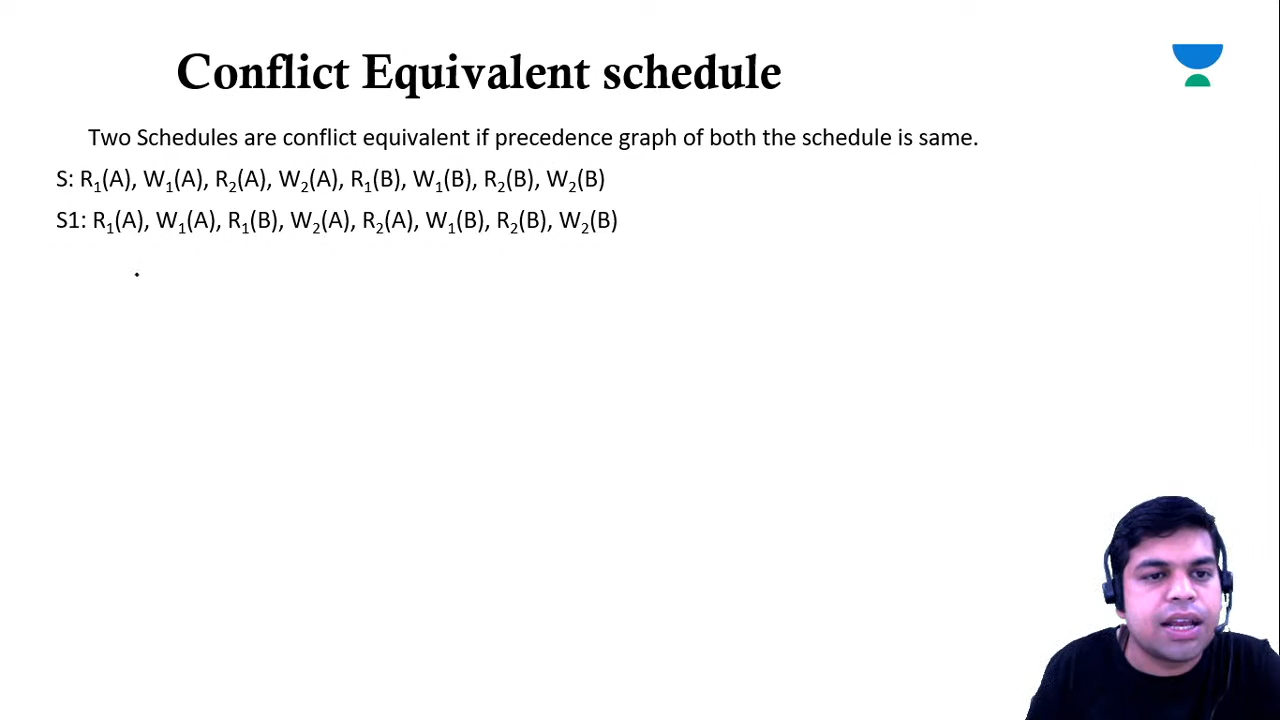 Conflict Equivalent schedule
Two Schedules are conflict equivalent if precedence graph of both the schedule is same.
S: R₁(A), W₁(A), R₂(A), W₂(A), R₁(B), W₁(B), R₂(B), W₂(B)
S1: R₁(A), W₁(A), R₁(B), W₂(A), R₂(A), W₁(B), R₂(B), W₂(B)